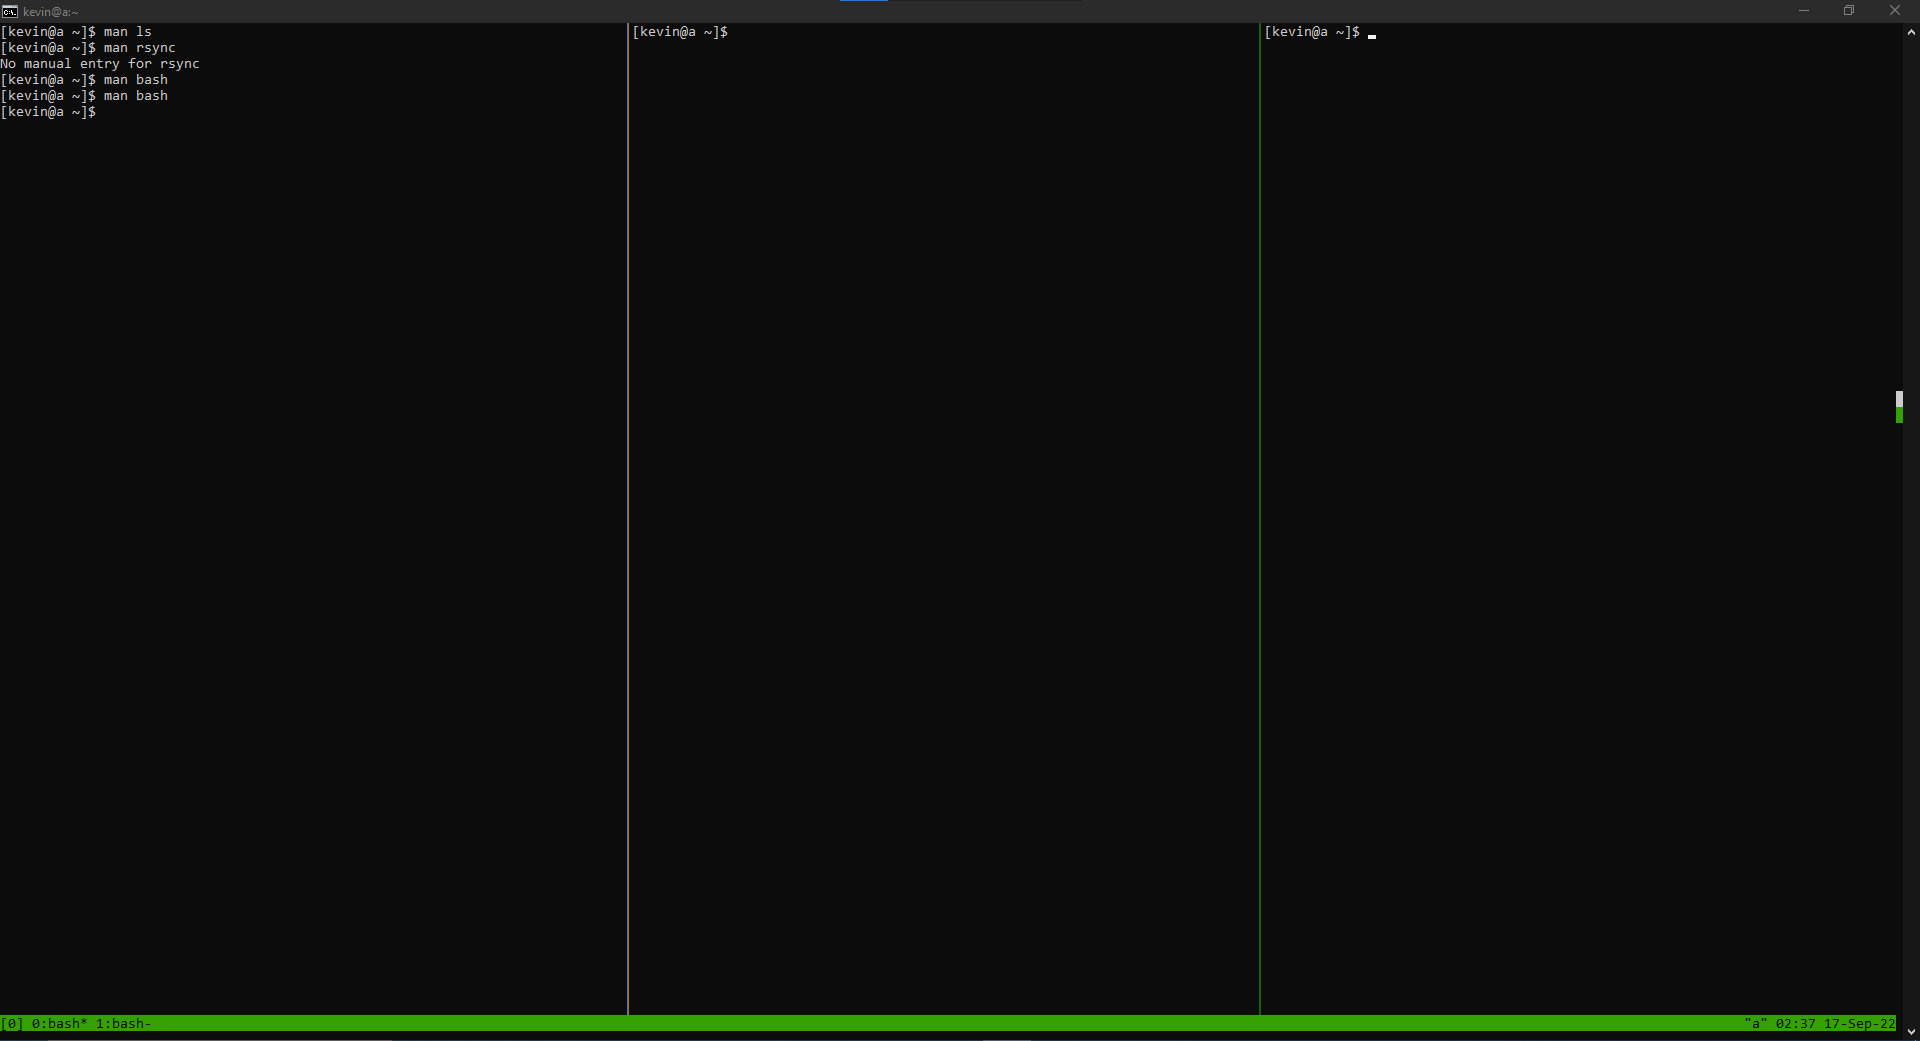 kevin@a:~
[kevin@a ~]$ man ls
[kevin@a ~]$ man rsync
No manual entry for rsync
[kevin@a ~]$ man bash
[kevin@a ~]$ man bash
[kevin@a ~]$
[kevin@a ~]$
[kevin@a ~]$
[0] 0:bash* 1:bash-
"a" 02:37 17-Sep-22